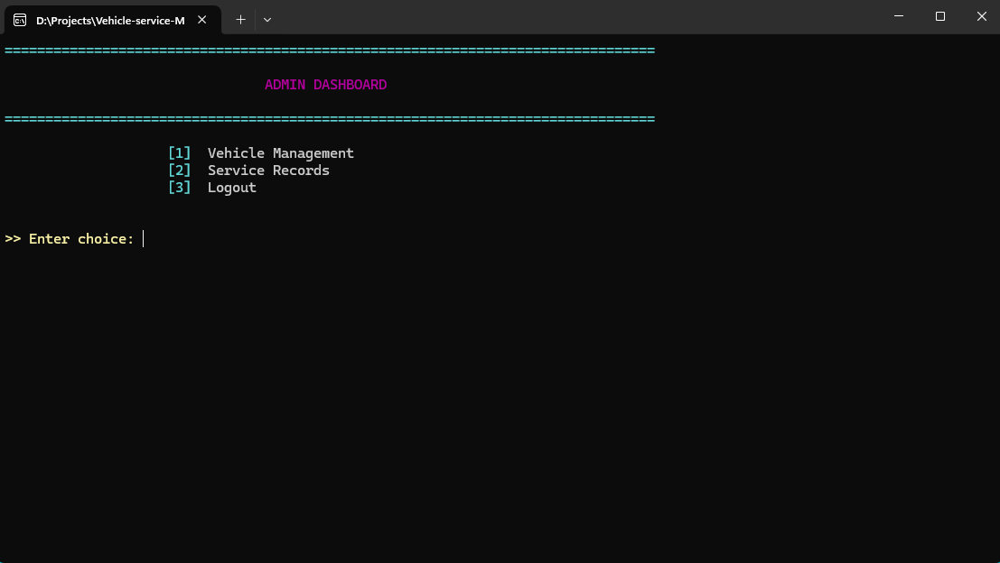 D:\Projects\Vehicle-service-M
================================================================================
ADMIN DASHBOARD
================================================================================
[1]  Vehicle Management
[2]  Service Records
[3]  Logout
>> Enter choice: